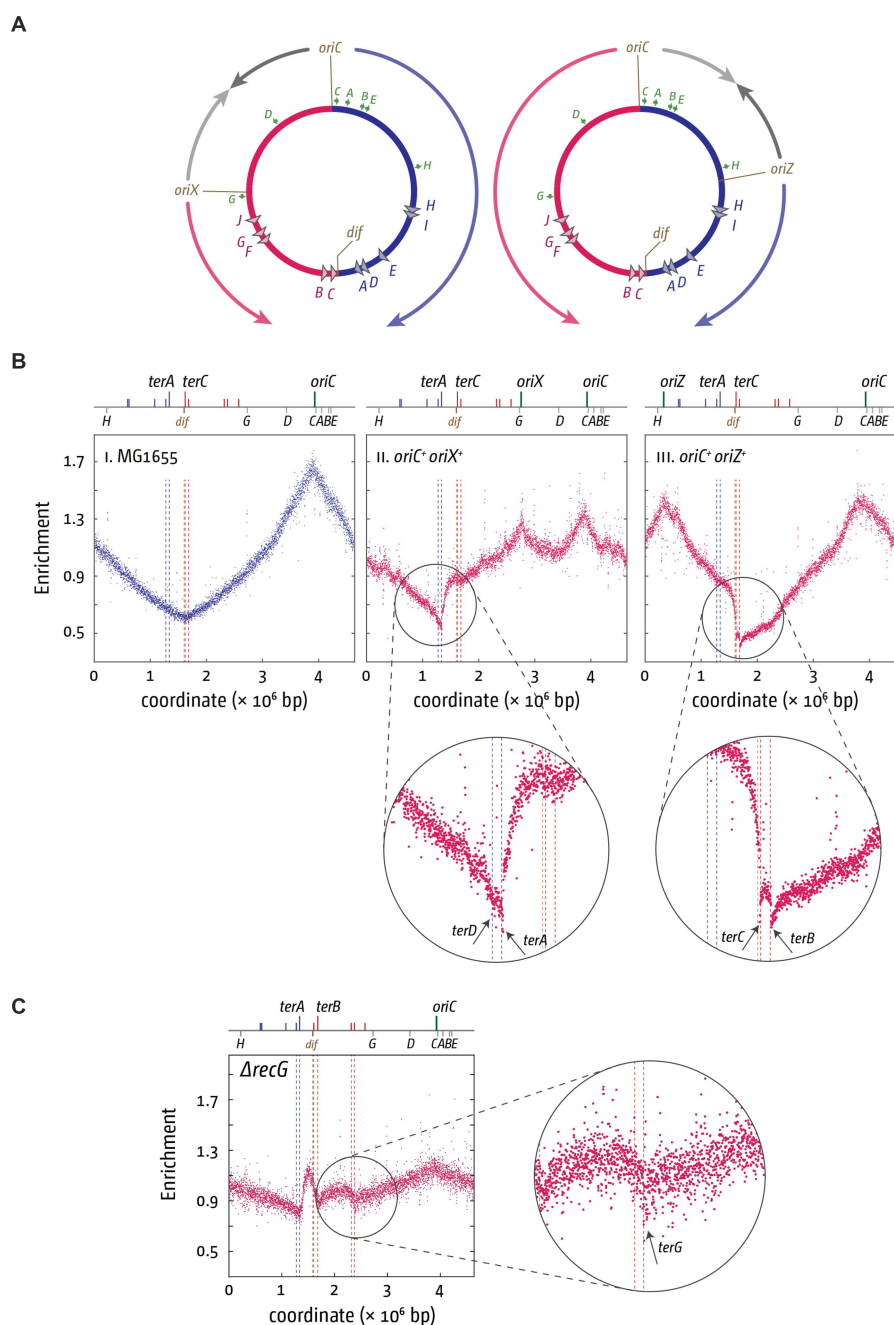 A
oriC
C A B E
D
H
oriX
G
J
G F
H
I
dif
B C A D E
oriC
C A B E
D
H
oriZ
G
J
G F
H
I
dif
B C A D E
B
terA terC oriC
H dif G D CABE
I. MG1655
terA terC oriX oriC
H dif G D CABE
II. oriC+ oriX+
oriZ terA terC oriC
H dif G D CABE
III. oriC+ oriZ+
Enrichment
1.7
1.3
0.9
0.5
0 1 2 3 4
0 1 2 3 4
0 1 2 3 4
coordinate (× 10⁶ bp)
coordinate (× 10⁶ bp)
coordinate (× 10⁶ bp)
terD terA
terC terB
C
terA terB oriC
H dif G D CABE
ΔrecG
Enrichment
1.7
1.3
0.9
0.5
0 1 2 3 4
coordinate (× 10⁶ bp)
terG